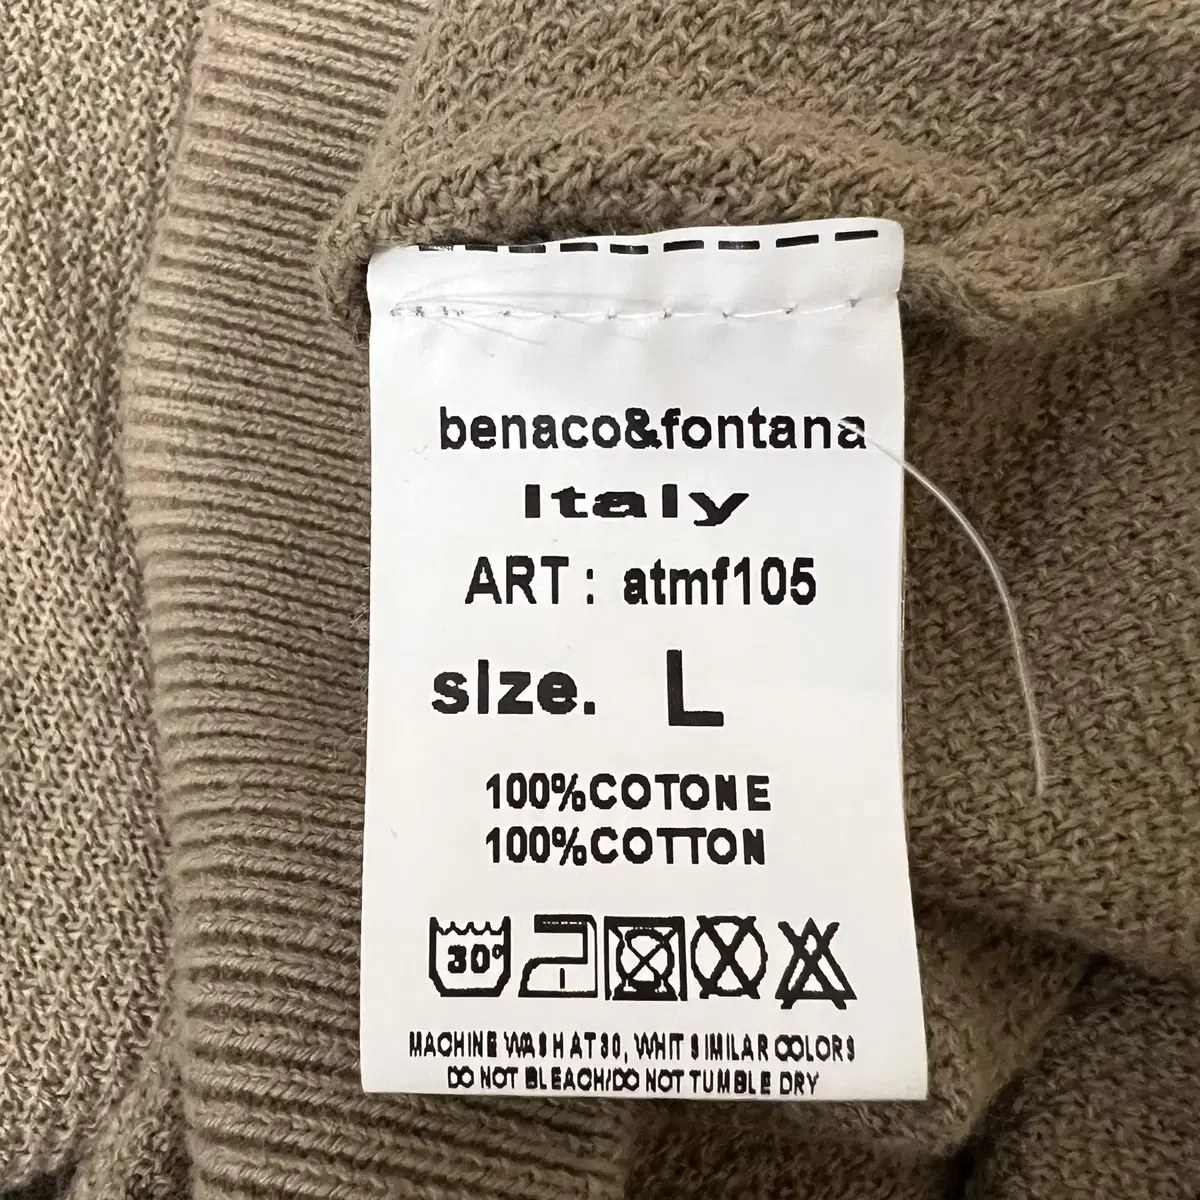 benaco&fontana
Italy
ART: atmf105
size. L
100%COTONE
100%COTTON
30°
MACHINE WASH AT 30, WHIT SIMILAR COLORS
DO NOT BLEACH/DO NOT TUMBLE DRY